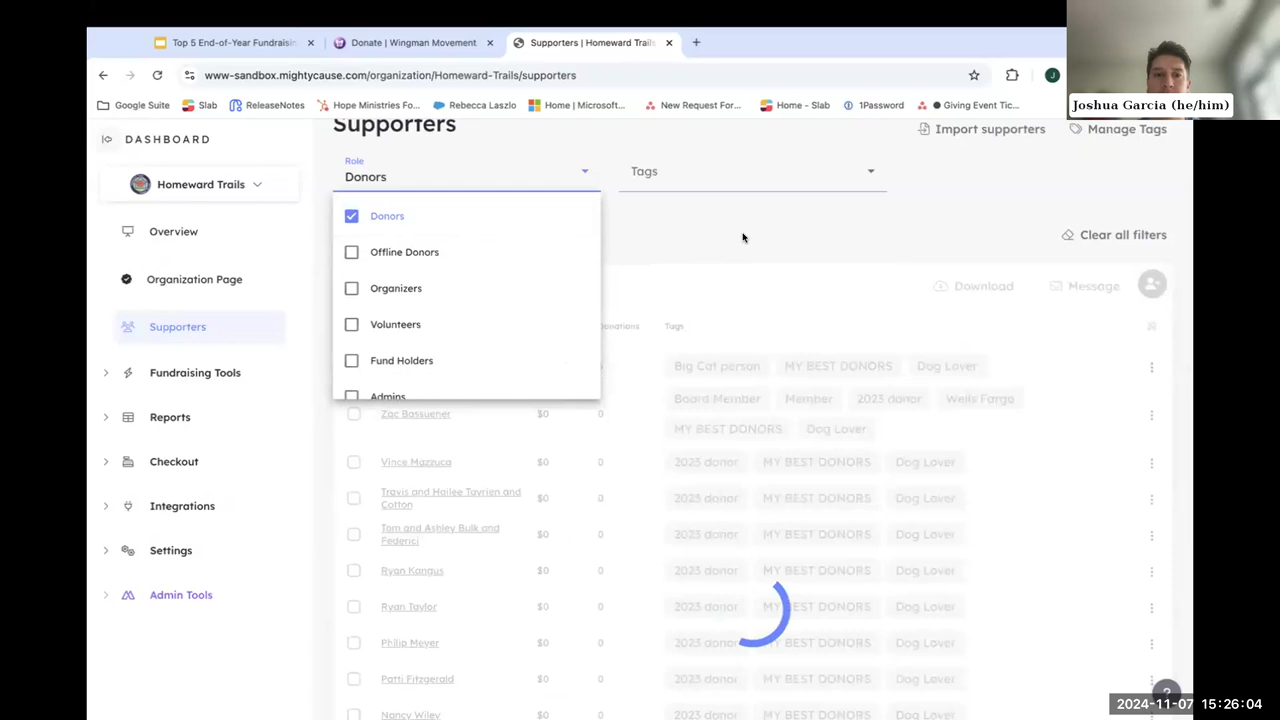 Top 5 End-of-Year Fundraisin
Donate | Wingman Movement
Supporters | Homeward Trails
www-sandbox.mightycause.com/organization/Homeward-Trails/supporters
J
Google Suite
Slab
ReleaseNotes
Hope Ministries Fo...
Rebecca Laszlo
Home | Microsoft...
New Request For...
Home - Slab
1Password
Giving Event Tic...
Joshua Garcia (he/him)
DASHBOARD
Homeward Trails
Overview
Organization Page
Supporters
Fundraising Tools
Reports
Checkout
Integrations
Settings
Admin Tools
Supporters
Import supporters
Manage Tags
Role
Donors
Tags
Donors
Offline Donors
Organizers
Volunteers
Fund Holders
Admins
Clear all filters
Download
Message
Donations
Tags
Big Cat person
MY BEST DONORS
Dog Lover
Zac Bassuener
$0
0
Board Member
Member
2023 donor
Wells Fargo
MY BEST DONORS
Dog Lover
Vince Mazzuca
$0
0
2023 donor
MY BEST DONORS
Dog Lover
Travis and Hailee Tavrien and
Cotton
$0
0
2023 donor
MY BEST DONORS
Dog Lover
Tom and Ashley Bulk and
Federici
$0
0
2023 donor
MY BEST DONORS
Dog Lover
Ryan Kangus
$0
0
2023 donor
MY BEST DONORS
Dog Lover
Ryan Taylor
$0
0
2023 donor
MY BEST DONORS
Dog Lover
Philip Meyer
$0
0
2023 donor
MY BEST DONORS
Dog Lover
Patti Fitzgerald
$0
0
2023 donor
MY BEST DONORS
Dog Lover
Nancy Wiley
$0
0
2023 donor
MY BEST DONORS
Dog Lover
?
2024-11-07 15:26:04